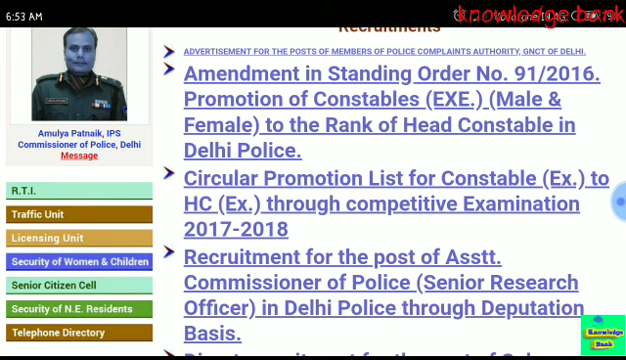 6:53 AM
knowledge bank
Recruitments
ADVERTISEMENT FOR THE POSTS OF MEMBERS OF POLICE COMPLAINTS AUTHORITY, GNCT OF DELHI.
Amendment in Standing Order No. 91/2016.
Promotion of Constables (EXE.) (Male &
Female) to the Rank of Head Constable in
Delhi Police.
Circular Promotion List for Constable (Ex.) to
HC (Ex.) through competitive Examination
2017-2018
Recruitment for the post of Asstt.
Commissioner of Police (Senior Research
Officer) in Delhi Police through Deputation
Basis.
Amulya Patnaik, IPS
Commissioner of Police, Delhi
Message
R.T.I.
Traffic Unit
Licensing Unit
Security of Women & Children
Senior Citizen Cell
Security of N.E. Residents
Telephone Directory
Knowledge
Bank